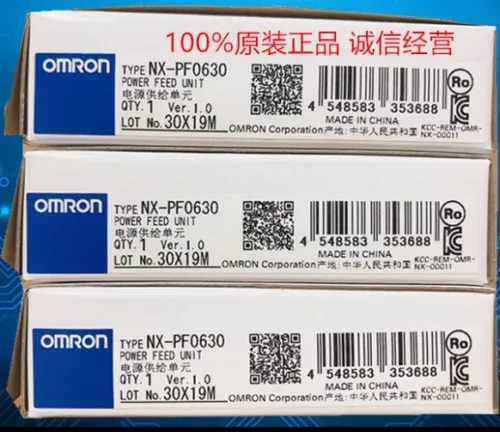 100%原装正品 诚信经营
OMRON
TYPE NX-PF0630
POWER FEED UNIT
电源供给单元
QTY. 1 Ver.1.0
LOT No. 30X19M
4 548583 353688
MADE IN CHINA
OMRON Corporation 产地: 中华人民共和国
Ro
KCC-REM-OMR-
NX-00011
OMRON
TYPE NX-PF0630
POWER FEED UNIT
电源供给单元
QTY. 1 Ver.1.0
LOT No. 30X19M
4 548583 353688
MADE IN CHINA
OMRON Corporation 产地: 中华人民共和国
Ro
KCC-REM-OMR-
NX-00011
OMRON
TYPE NX-PF0630
POWER FEED UNIT
电源供给单元
QTY. 1 Ver.1.0
LOT No. 30X19M
4 548583 353688
MADE IN CHINA
OMRON Corporation 产地: 中华人民共和国
Ro
KCC-REM-OMR-
NX-00011